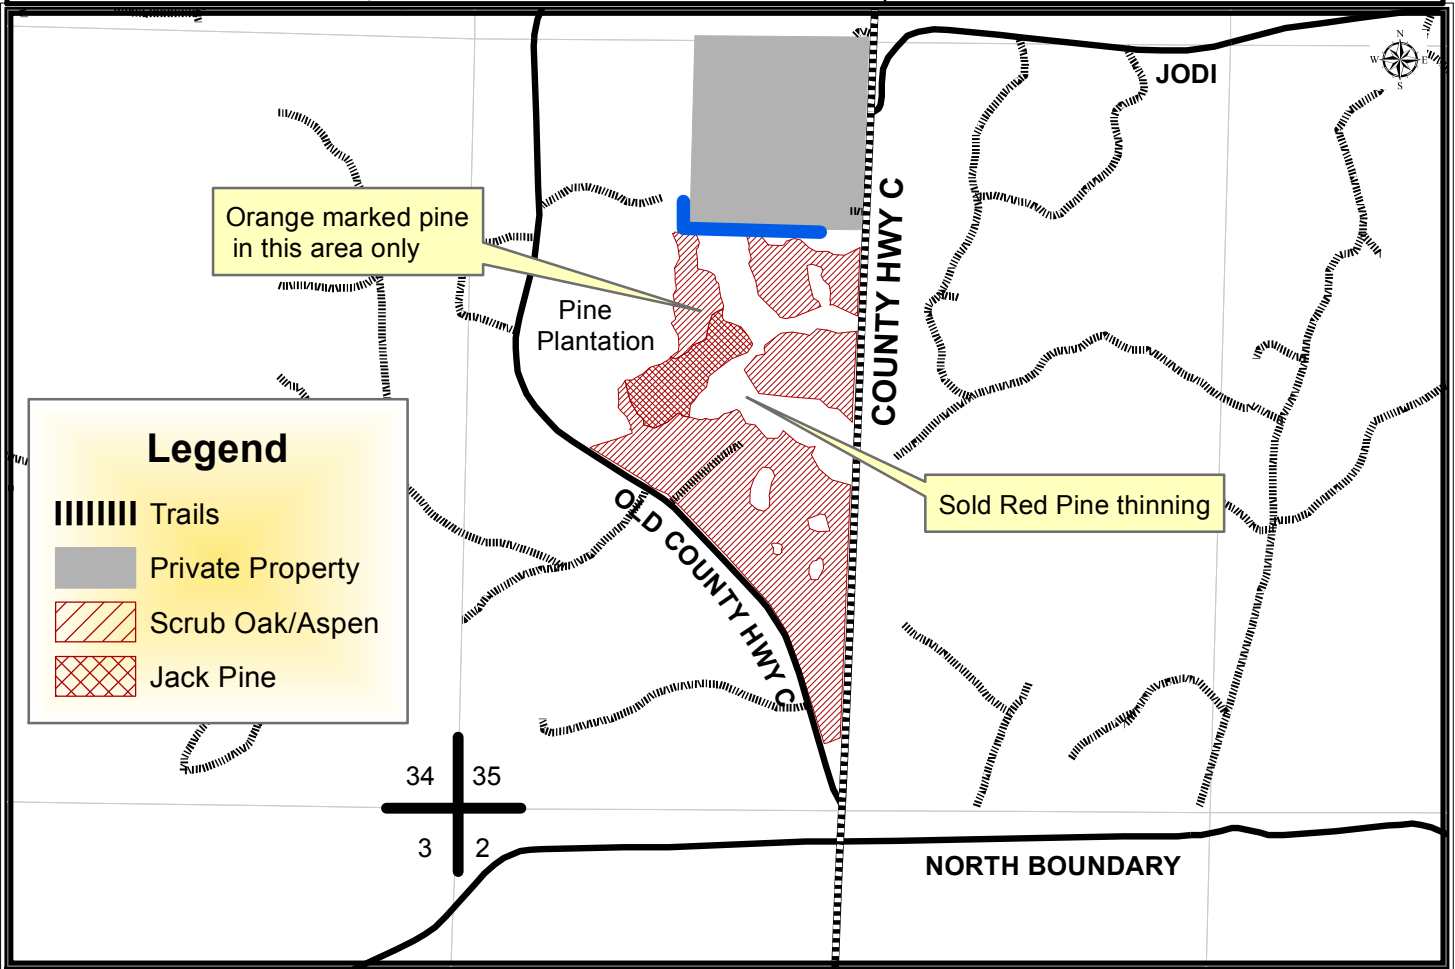 N
W
E
S
JODI
COUNTY HWY C
Orange marked pine
in this area only
Pine
Plantation
Legend
Trails
Private Property
Scrub Oak/Aspen
Jack Pine
Sold Red Pine thinning
OLD COUNTY HWY C
34
35
3
2
NORTH BOUNDARY